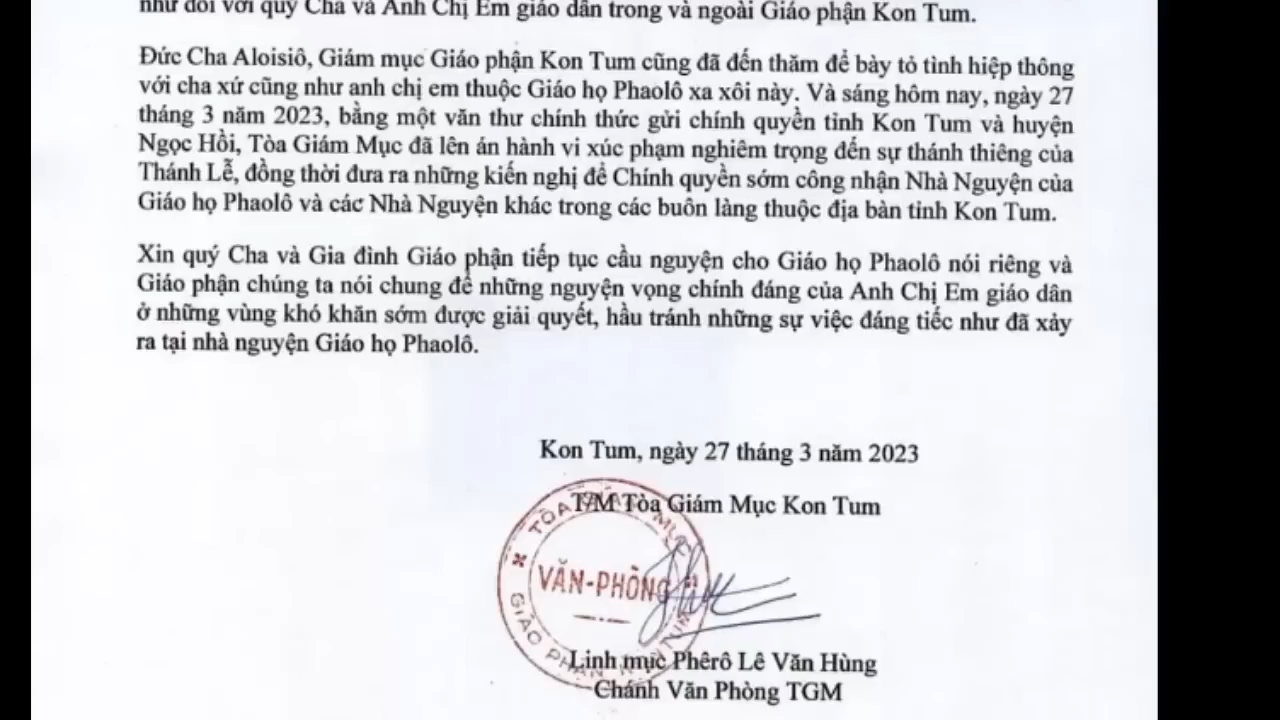 như đối với quý Cha và Anh Chị Em giáo dân trong và ngoài Giáo phận Kon Tum.
Đức Cha Aloisiô, Giám mục Giáo phận Kon Tum cũng đã đến thăm để bày tỏ tình hiệp thông
với cha xứ cũng như anh chị em thuộc Giáo họ Phaolô xa xôi này. Và sáng hôm nay, ngày 27
tháng 3 năm 2023, bằng một văn thư chính thức gửi chính quyền tỉnh Kon Tum và huyện
Ngọc Hồi, Tòa Giám Mục đã lên án hành vi xúc phạm nghiêm trọng đến sự thánh thiêng của
Thánh Lễ, đồng thời đưa ra những kiến nghị để Chính quyền sớm công nhận Nhà Nguyện của
Giáo họ Phaolô và các Nhà Nguyện khác trong các buôn làng thuộc địa bàn tỉnh Kon Tum.
Xin quý Cha và Gia đình Giáo phận tiếp tục cầu nguyện cho Giáo họ Phaolô nói riêng và
Giáo phận chúng ta nói chung để những nguyện vọng chính đáng của Anh Chị Em giáo dân
ở những vùng khó khăn sớm được giải quyết, hầu tránh những sự việc đáng tiếc như đã xảy
ra tại nhà nguyện Giáo họ Phaolô.
Kon Tum, ngày 27 tháng 3 năm 2023
T/M Tòa Giám Mục Kon Tum
TÒA GIÁM MỤC
VĂN-PHÒNG
GIÁO PHẬN KON TUM
Linh mục Phêrô Lê Văn Hùng
Chánh Văn Phòng TGM